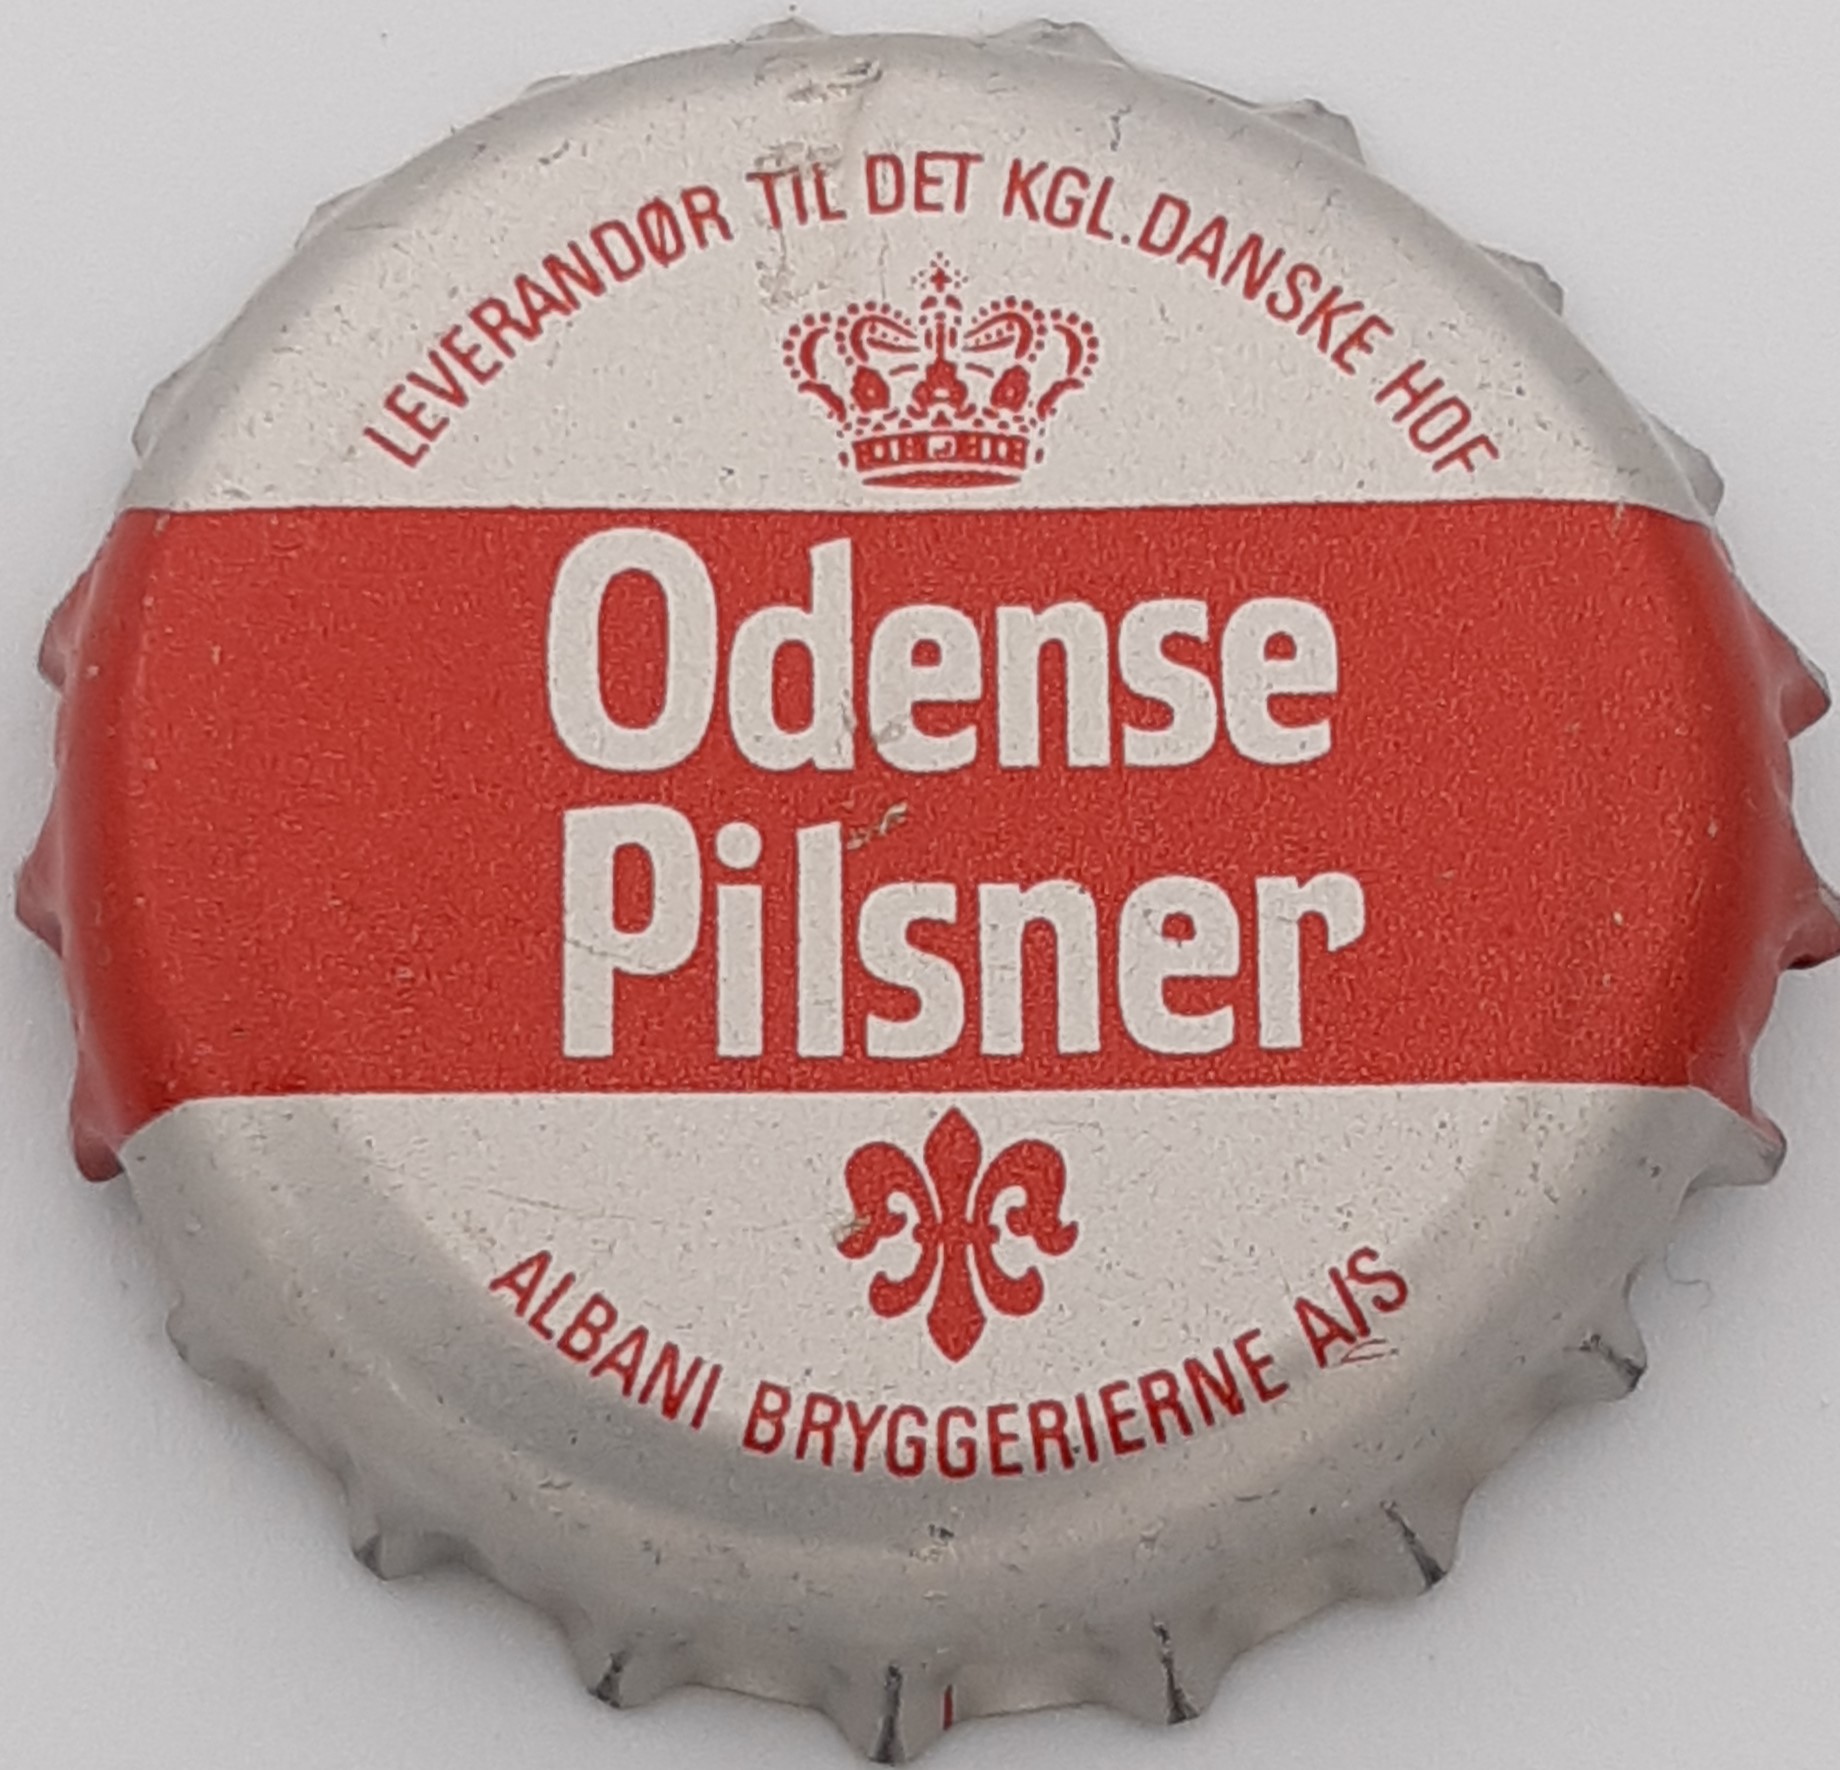 LEVERANDØR TIL DET KGL. DANSKE HOF
Odense
Pilsner
ALBANI BRYGGERIERNE A/S